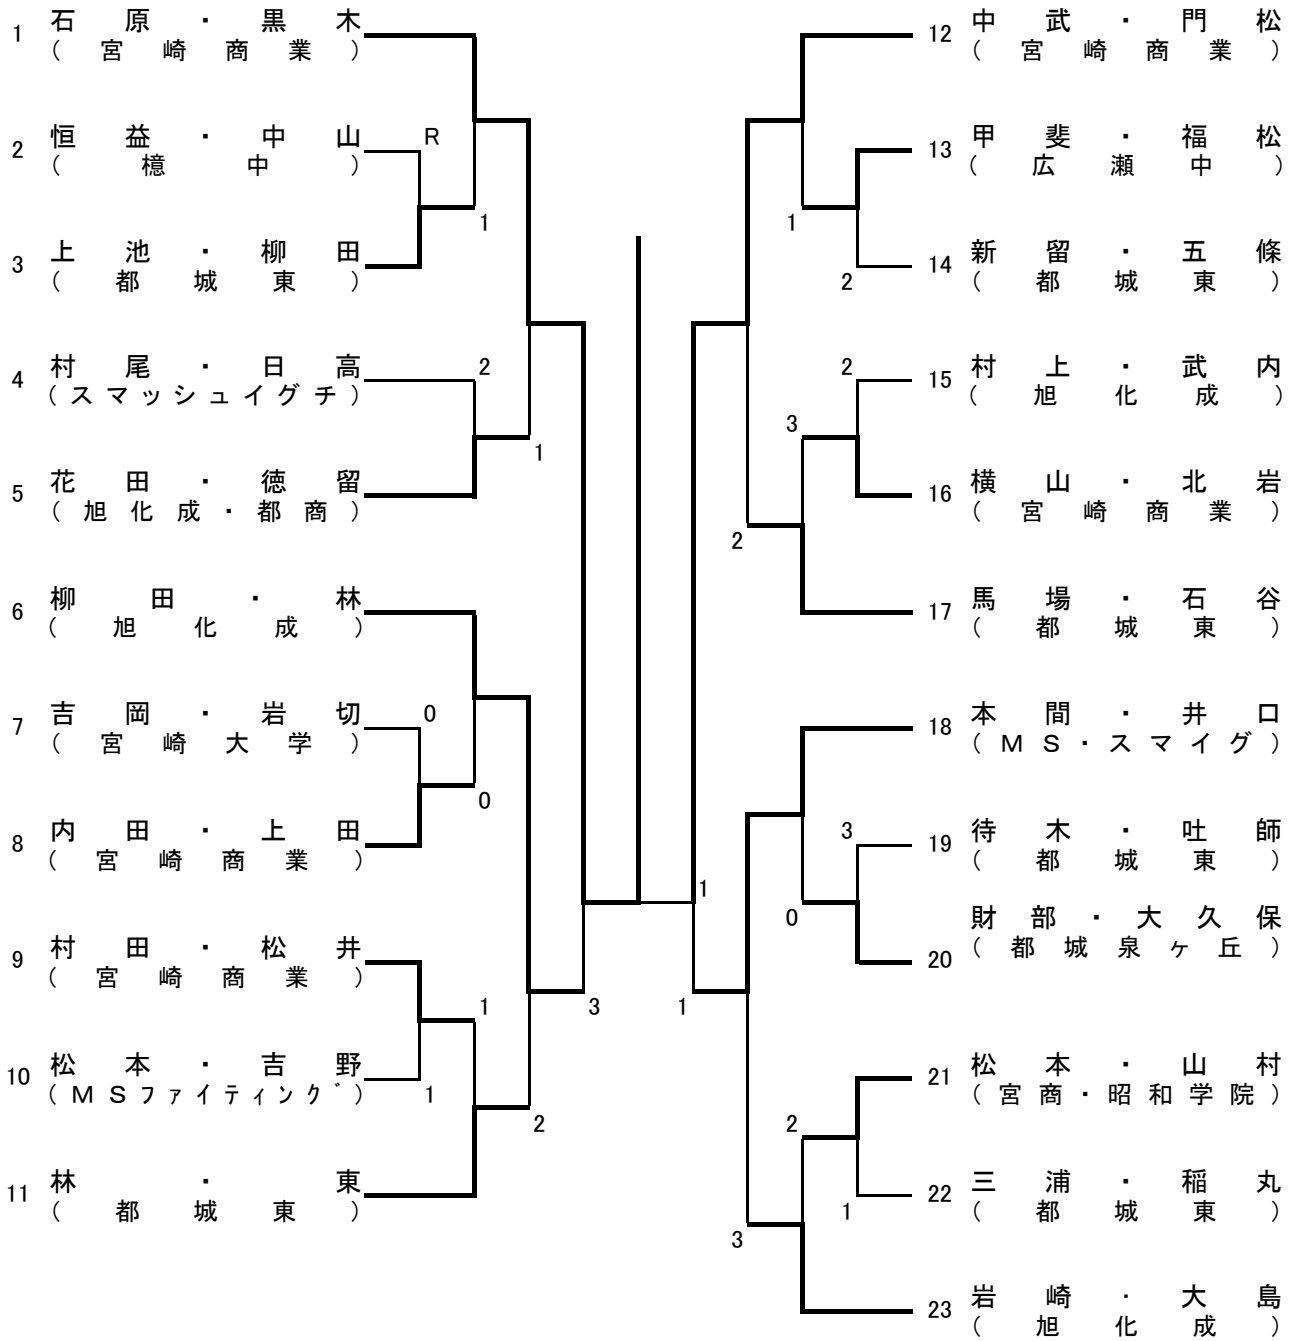 1 石原・黒木
(宮崎商業)
2 恒益・中山 R
(檍中)
1
3 上池・柳田
(都城東)
4 村尾・日高 2
(スマッシュイグチ)
1
5 花田・徳留
(旭化成・都商)
6 柳田・林
(旭化成)
7 吉岡・岩切 0
(宮崎大学)
0
8 内田・上田
(宮崎商業)
9 村田・松井
(宮崎商業)
1
3
10 松本・吉野
(MSファイティング)
1
2
11 林・東
(都城東)
1
12 中武・門松
(宮崎商業)
13 甲斐・福松
(広瀬中)
1
14 新留・五條
(都城東)
2
2
15 村上・武内
(旭化成)
3
16 横山・北岩
(宮崎商業)
2
17 馬場・石谷
(都城東)
18 本間・井口
(MS・スマイグ)
3
19 待木・吐師
(都城東)
0
20 財部・大久保
(都城泉ヶ丘)
1
21 松本・山村
(宮商・昭和学院)
2
22 三浦・稲丸
(都城東)
1
3
23 岩崎・大島
(旭化成)